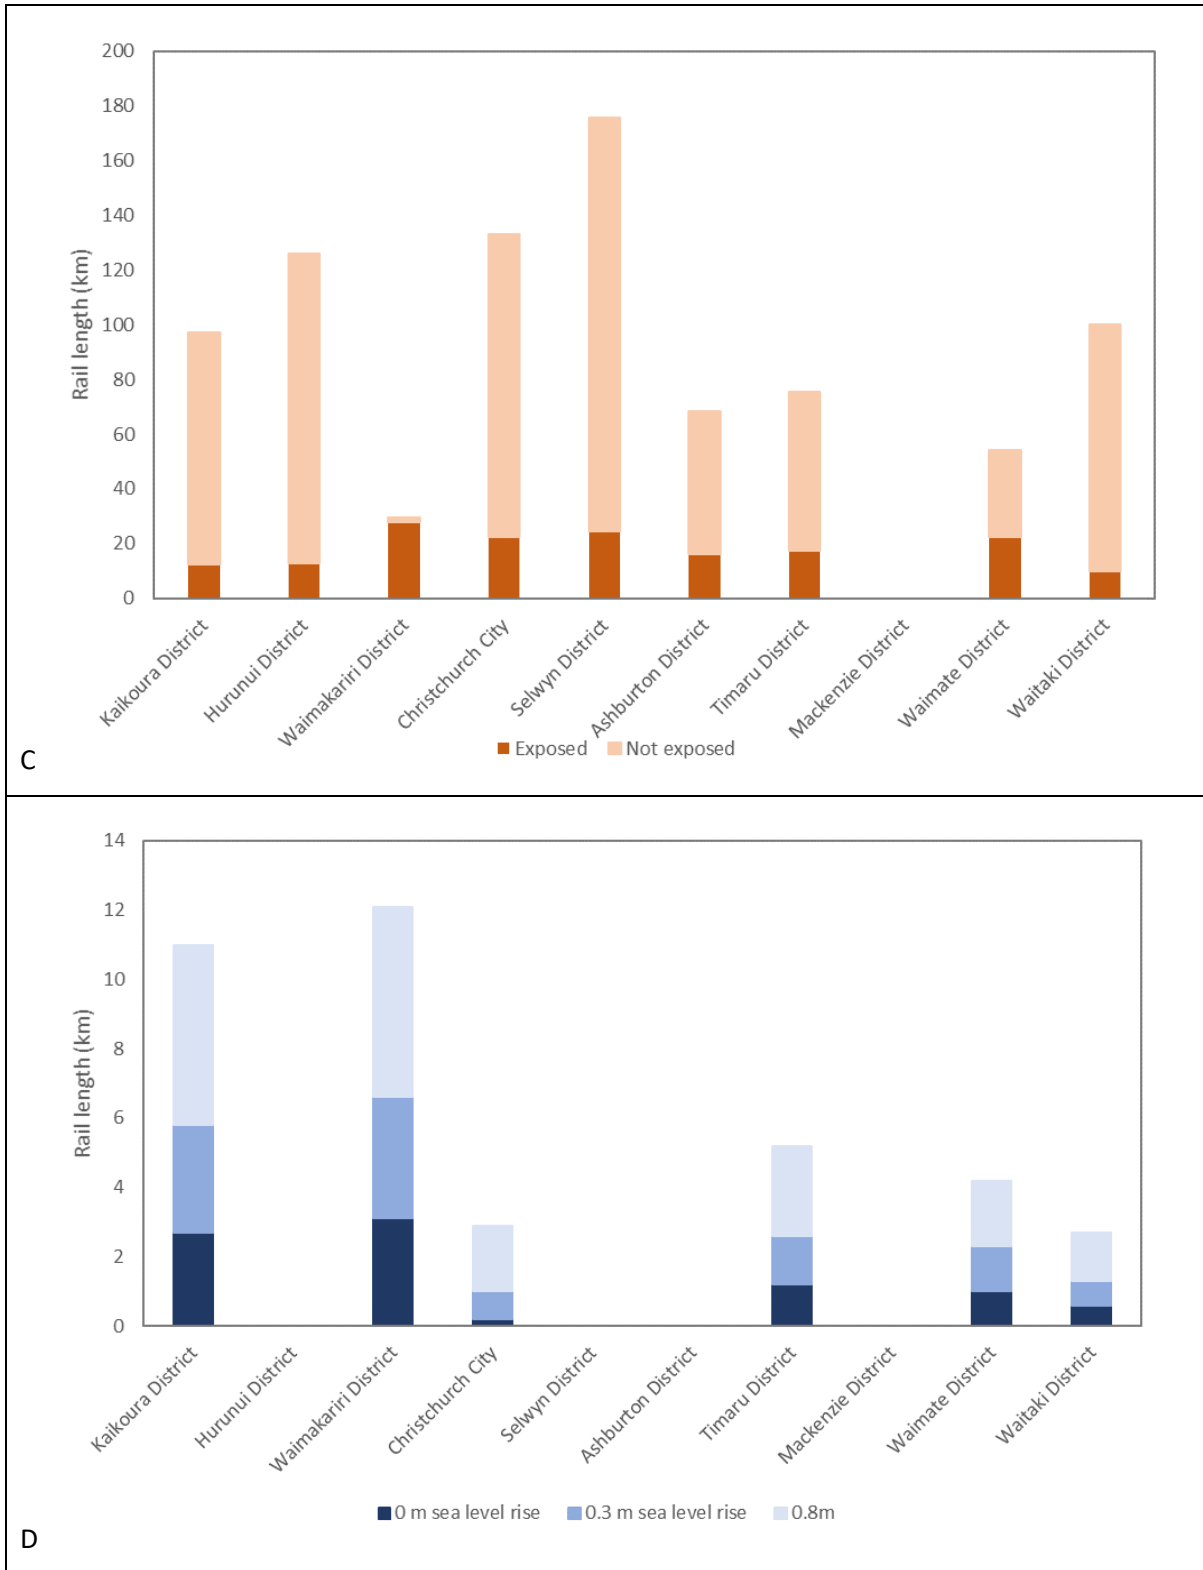 200
180
160
140
120
100
80
60
40
20
0
Rail length (km)
Kaikoura District
Hurunui District
Waimakariri District
Christchurch City
Selwyn District
Ashburton District
Timaru District
Mackenzie District
Waimate District
Waitaki District
Exposed Not exposed
C
14
12
10
8
6
4
2
0
Rail length (km)
Kaikoura District
Hurunui District
Waimakariri District
Christchurch City
Selwyn District
Ashburton District
Timaru District
Mackenzie District
Waimate District
Waitaki District
0 m sea level rise 0.3 m sea level rise 0.8m
D